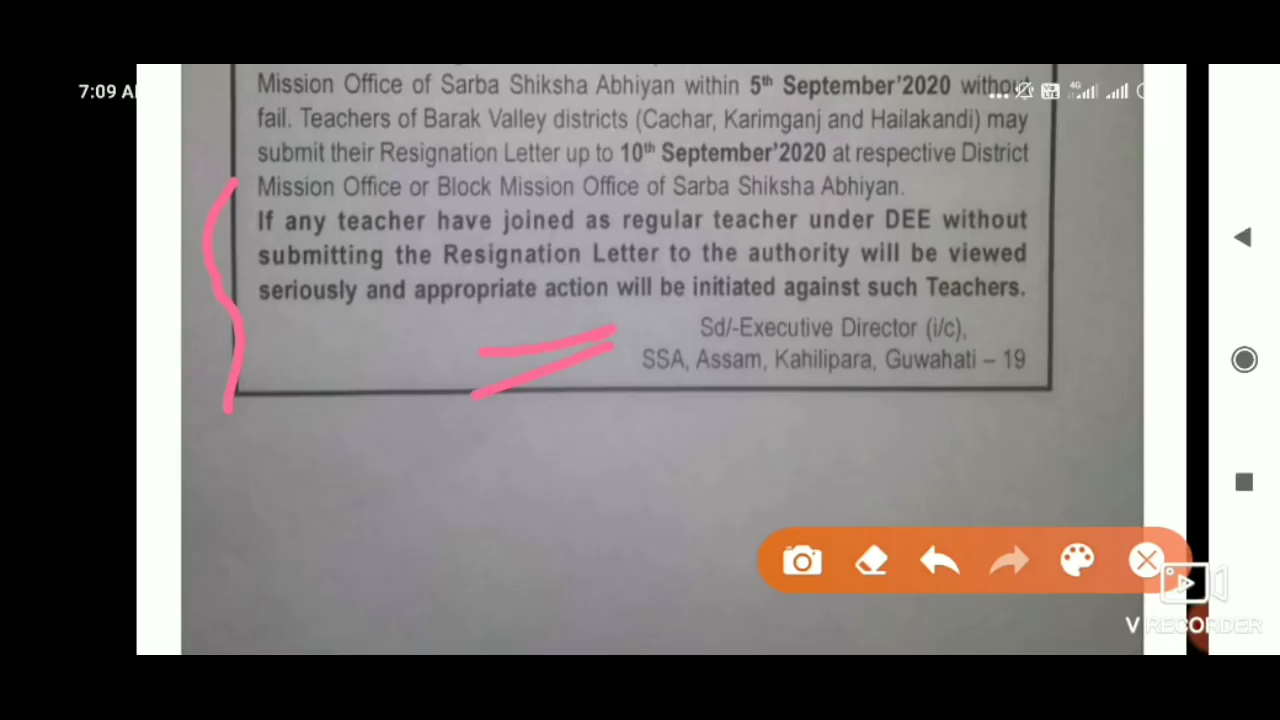 Mission Office of Sarba Shiksha Abhiyan within 5th September'2020 without
7:09
4G
fail. Teachers of Barak Valley districts (Cachar, Karimganj and Hailakandi) may
submit their Resignation Letter up to 10th September'2020 at respective District
Mission Office or Block Mission Office of Sarba Shiksha Abhiyan.
If any teacher have joined as regular teacher under DEE without
submitting the Resignation Letter to the authority will be viewed
seriously and appropriate action will be initiated against such Teachers.
Sd/-Executive Director (i/c),
SSA, Assam, Kahilipara, Guwahati – 19
V RECORDER